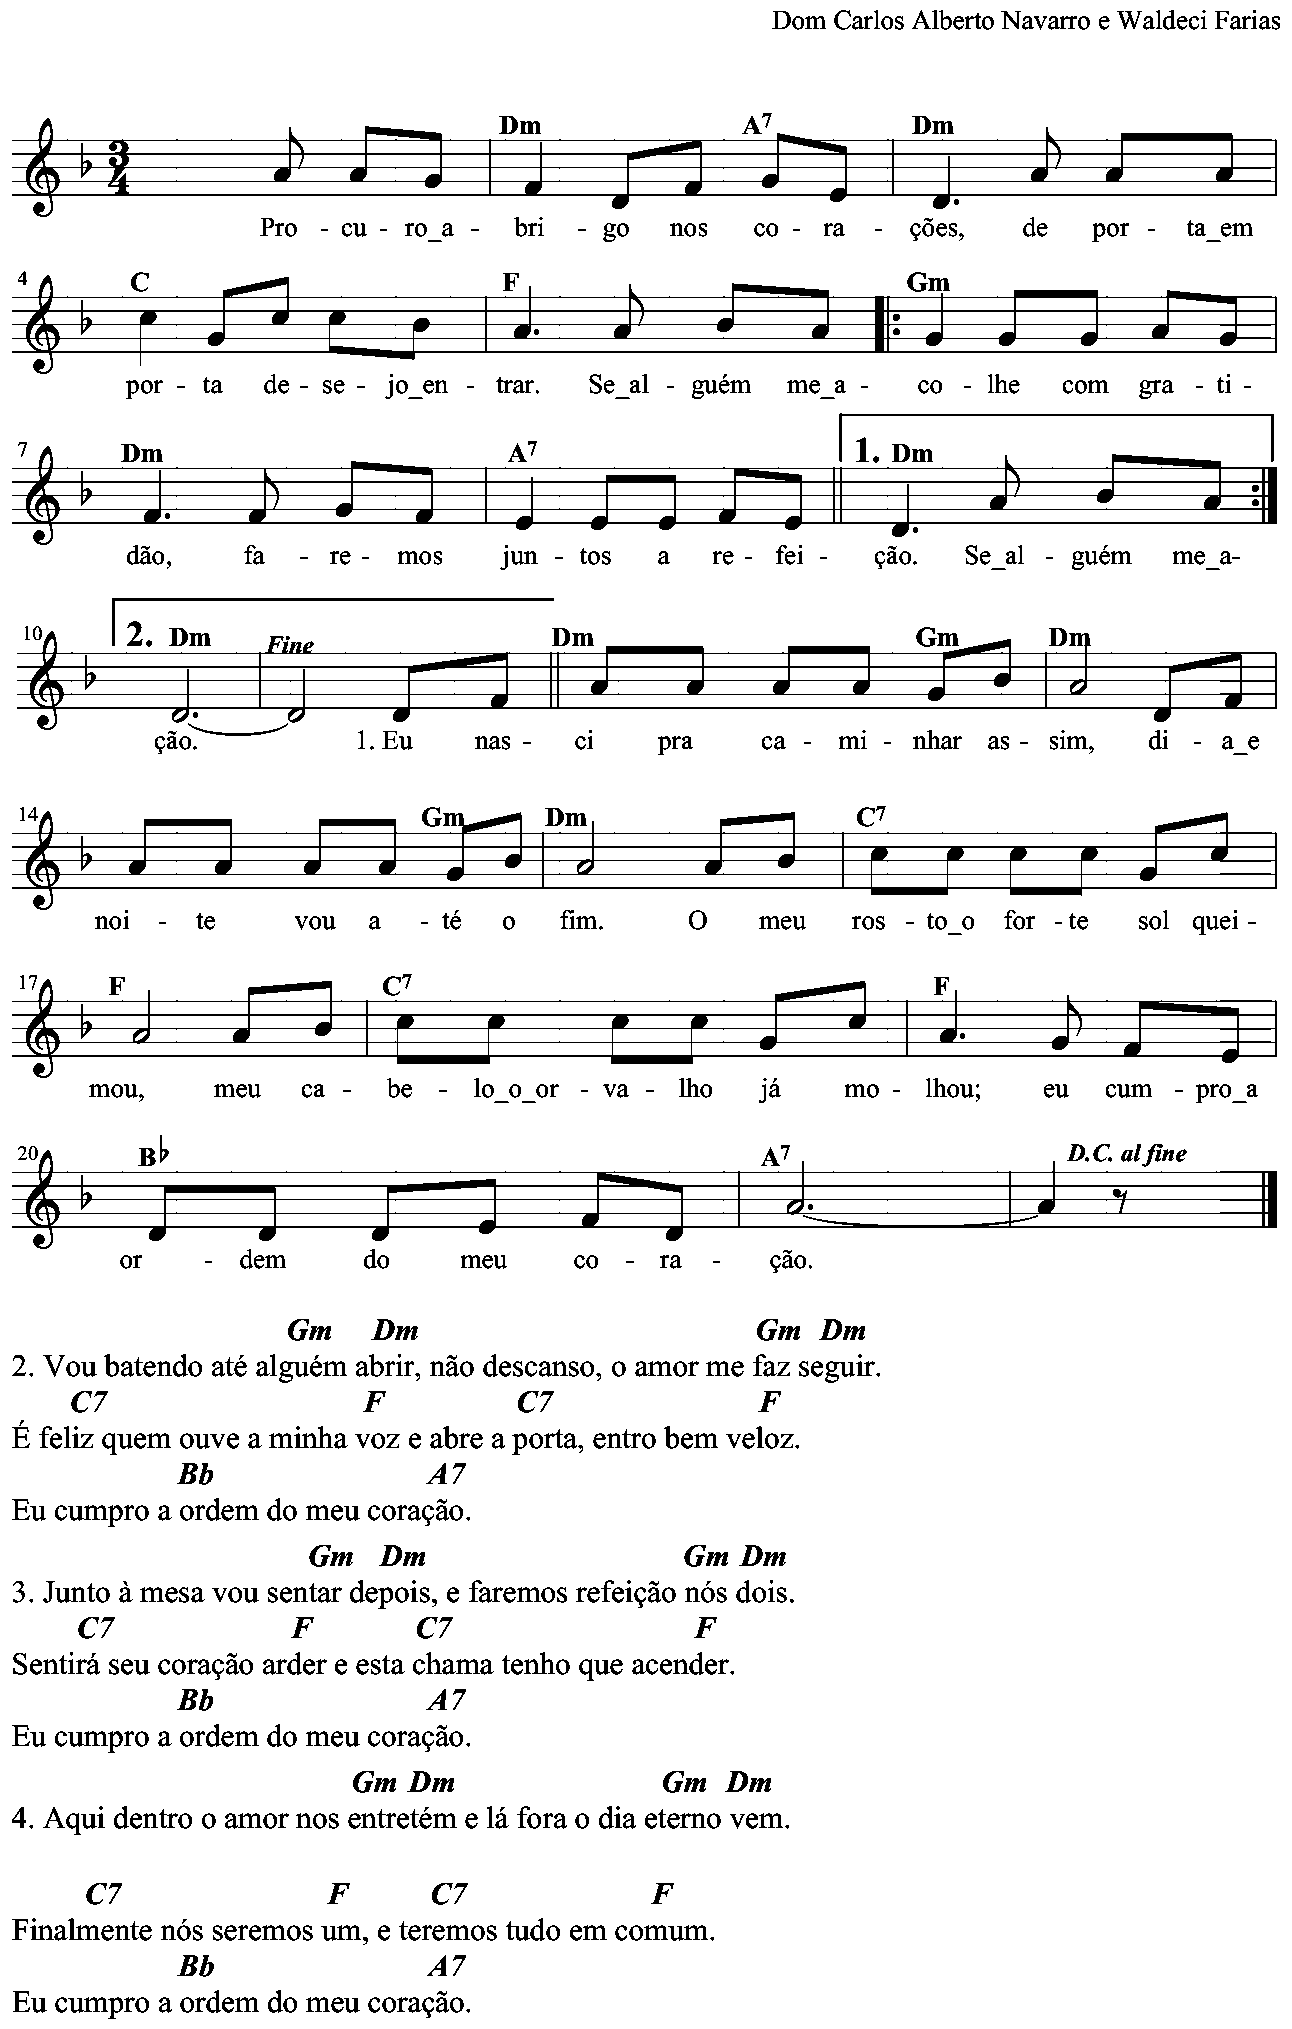 Dom Carlos Alberto Navarro e Waldeci Farias
Dm A7 Dm
3
4
Pro - cu - ro_a - bri - go nos co - ra - ções, de por - ta_em
4 C F Gm
por - ta de - se - jo_en - trar. Se_al - guém me_a - co - lhe com gra - ti -
7 Dm A7 1. Dm
dão, fa - re - mos jun - tos a re - fei - ção. Se_al - guém me_a-
10 2. Dm Fine Dm Gm Dm
ção. 1. Eu nas - ci pra ca - mi - nhar as - sim, di - a_e
14 Gm Dm C7
noi - te vou a - té o fim. O meu ros - to_o for - te sol quei -
17 F C7 F
mou, meu ca - be - lo_o_or - va - lho já mo - lhou; eu cum - pro_a
20 B♭ A7 D.C. al fine
or - dem do meu co - ra - ção.
Gm Dm Gm Dm
2. Vou batendo até alguém abrir, não descanso, o amor me faz seguir.
C7 F C7 F
É feliz quem ouve a minha voz e abre a porta, entro bem veloz.
Bb A7
Eu cumpro a ordem do meu coração.
Gm Dm Gm Dm
3. Junto à mesa vou sentar depois, e faremos refeição nós dois.
C7 F C7 F
Sentirá seu coração arder e esta chama tenho que acender.
Bb A7
Eu cumpro a ordem do meu coração.
Gm Dm Gm Dm
4. Aqui dentro o amor nos entretém e lá fora o dia eterno vem.
C7 F C7 F
Finalmente nós seremos um, e teremos tudo em comum.
Bb A7
Eu cumpro a ordem do meu coração.